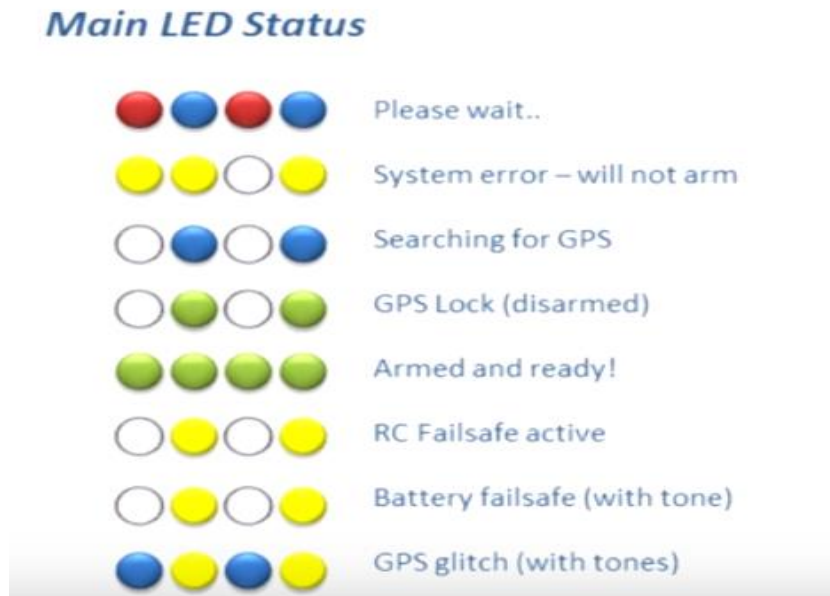 Main LED Status
Please wait..
System error – will not arm
Searching for GPS
GPS Lock (disarmed)
Armed and ready!
RC Failsafe active
Battery failsafe (with tone)
GPS glitch (with tones)